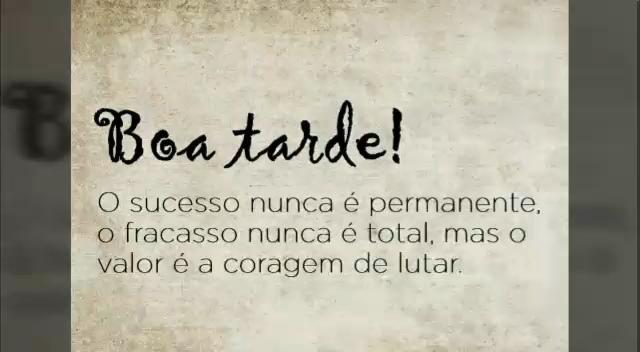 Boa tarde!
O sucesso nunca é permanente,
o fracasso nunca é total, mas o
valor é a coragem de lutar.